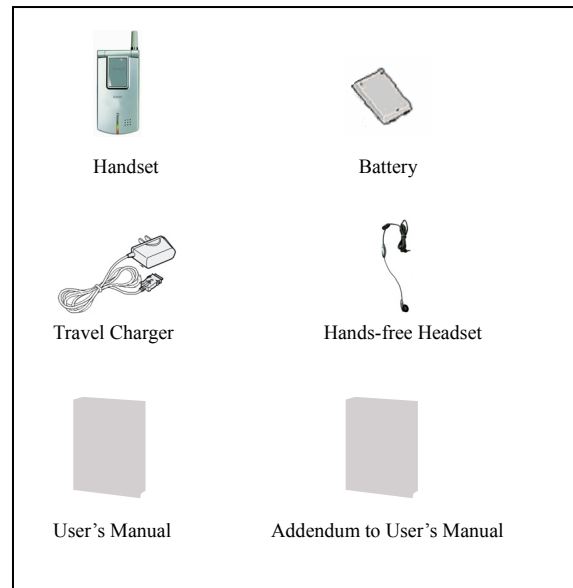 Handset
Battery
Travel Charger
Hands-free Headset
User’s Manual
Addendum to User’s Manual